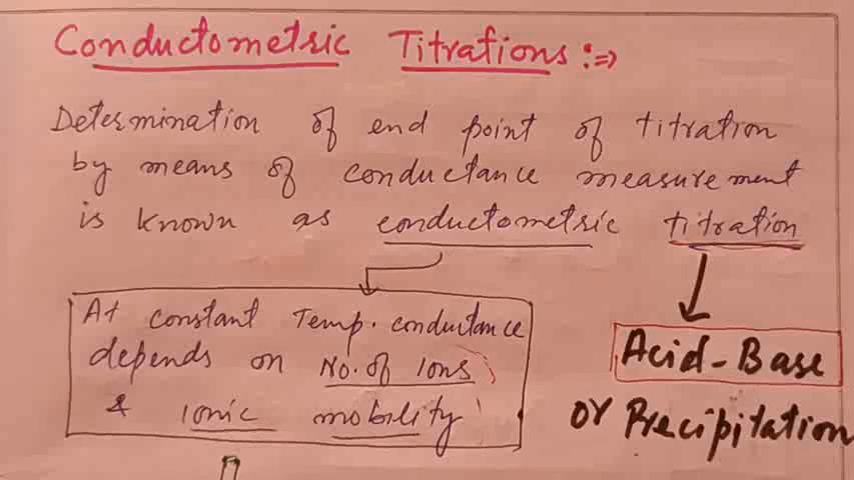 Conductometric Titrations :⇒
Determination of end point of titration
by means of conductance measurement
is known as conductometric titration
At constant Temp. conductance
depends on No. of Ions
& Ionic mobility
Acid-Base
or Precipitation